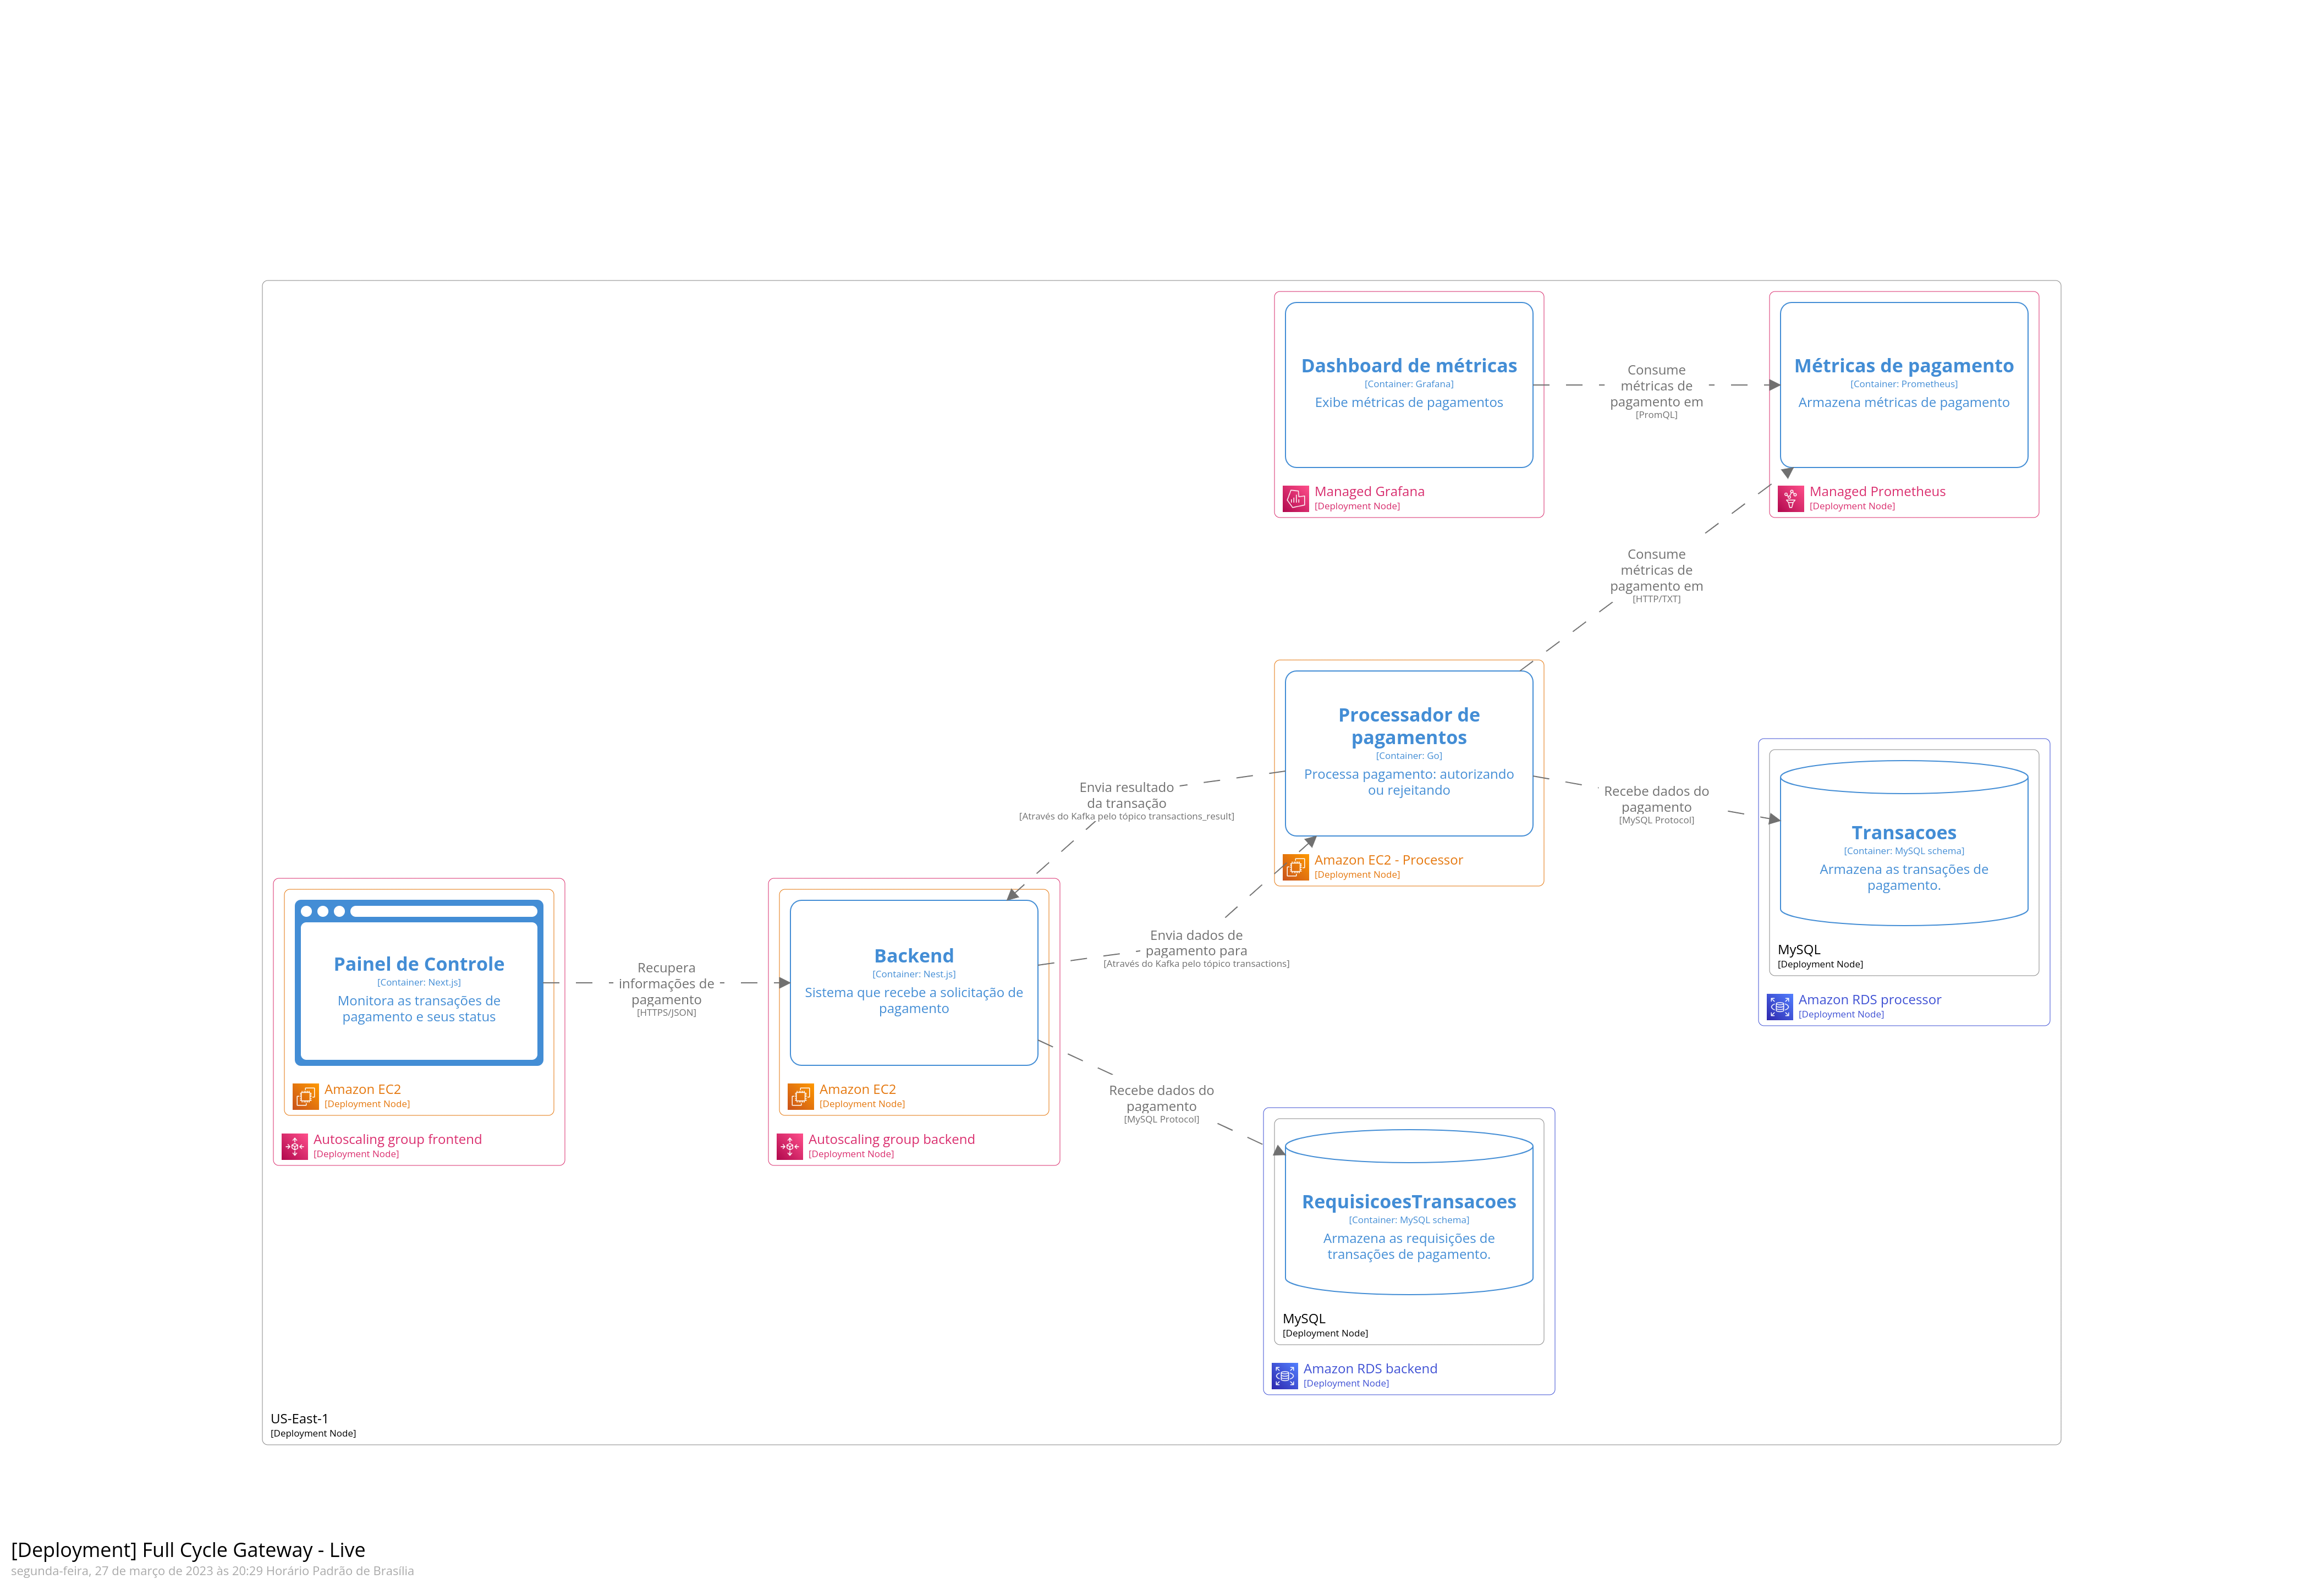 Dashboard de métricas
[Container: Grafana]
Exibe métricas de pagamentos
Managed Grafana
[Deployment Node]
Consume
métricas de
pagamento em
[PromQL]
Métricas de pagamento
[Container: Prometheus]
Armazena métricas de pagamento
Managed Prometheus
[Deployment Node]
Consume
métricas de
pagamento em
[HTTP/TXT]
Processador de
pagamentos
[Container: Go]
Processa pagamento: autorizando
ou rejeitando
Amazon EC2 - Processor
[Deployment Node]
Envia resultado
da transação
[Através do Kafka pelo tópico transactions_result]
Recebe dados do
pagamento
[MySQL Protocol]
Transacoes
[Container: MySQL schema]
Armazena as transações de
pagamento.
MySQL
[Deployment Node]
Amazon RDS processor
[Deployment Node]
Painel de Controle
[Container: Next.js]
Monitora as transações de
pagamento e seus status
Amazon EC2
[Deployment Node]
Autoscaling group frontend
[Deployment Node]
Recupera
informações de
pagamento
[HTTPS/JSON]
Backend
[Container: Nest.js]
Sistema que recebe a solicitação de
pagamento
Amazon EC2
[Deployment Node]
Autoscaling group backend
[Deployment Node]
Envia dados de
pagamento para
[Através do Kafka pelo tópico transactions]
Recebe dados do
pagamento
[MySQL Protocol]
RequisicoesTransacoes
[Container: MySQL schema]
Armazena as requisições de
transações de pagamento.
MySQL
[Deployment Node]
Amazon RDS backend
[Deployment Node]
US-East-1
[Deployment Node]
[Deployment] Full Cycle Gateway - Live
segunda-feira, 27 de março de 2023 às 20:29 Horário Padrão de Brasília